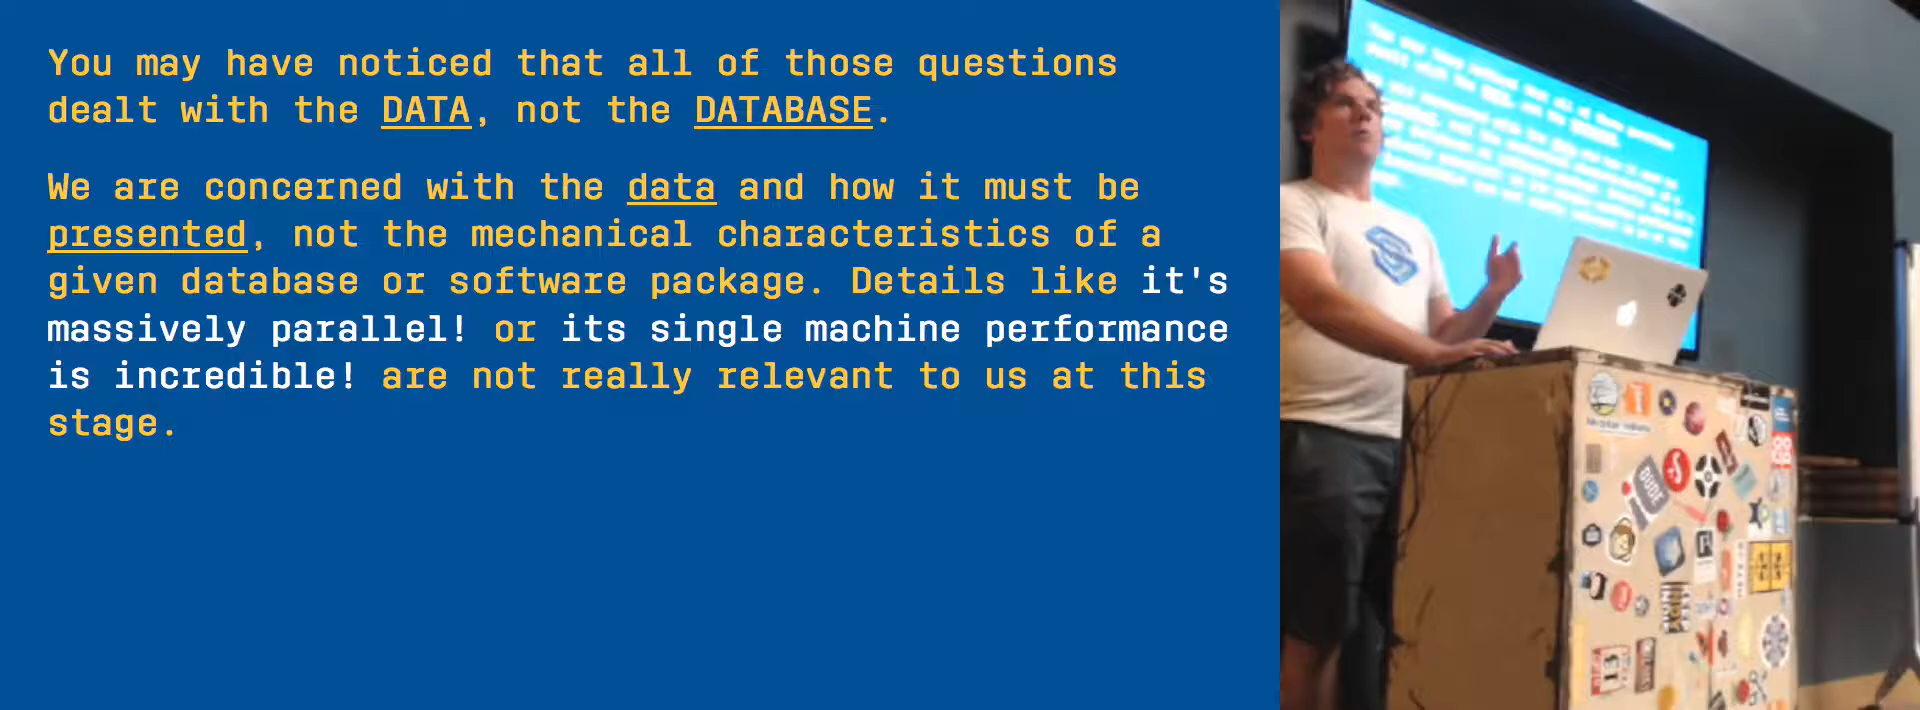 You may have noticed that all of those questions
dealt with the DATA, not the DATABASE.
We are concerned with the data and how it must be
presented, not the mechanical characteristics of a
given database or software package. Details like it's
massively parallel! or its single machine performance
is incredible! are not really relevant to us at this
stage.
DUDE